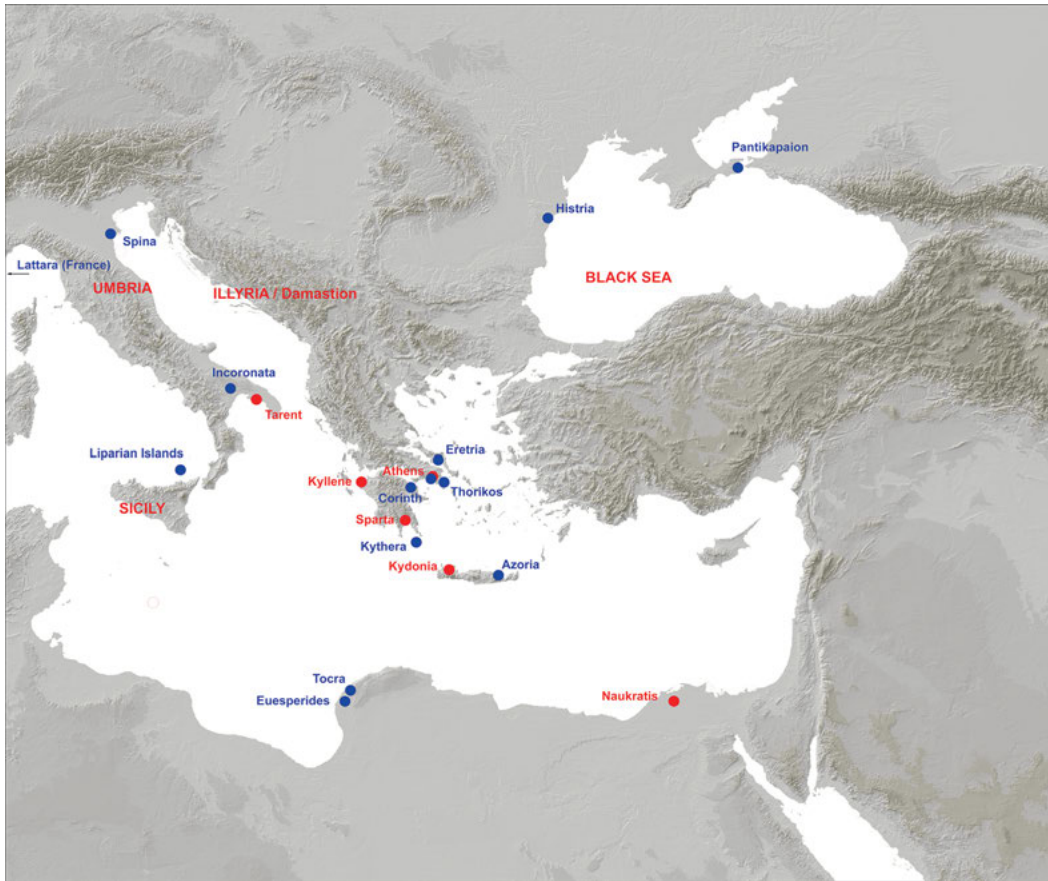 Pantikapaion
Histria
Spina
Lattara (France)
BLACK SEA
UMBRIA
ILLYRIA / Damastion
Incoronata
Tarent
Eretria
Liparian Islands
Athens
Kyllene
Thorikos
Corinth
SICILY
Sparta
Kythera
Kydonia
Azoria
Tocra
Euesperides
Naukratis